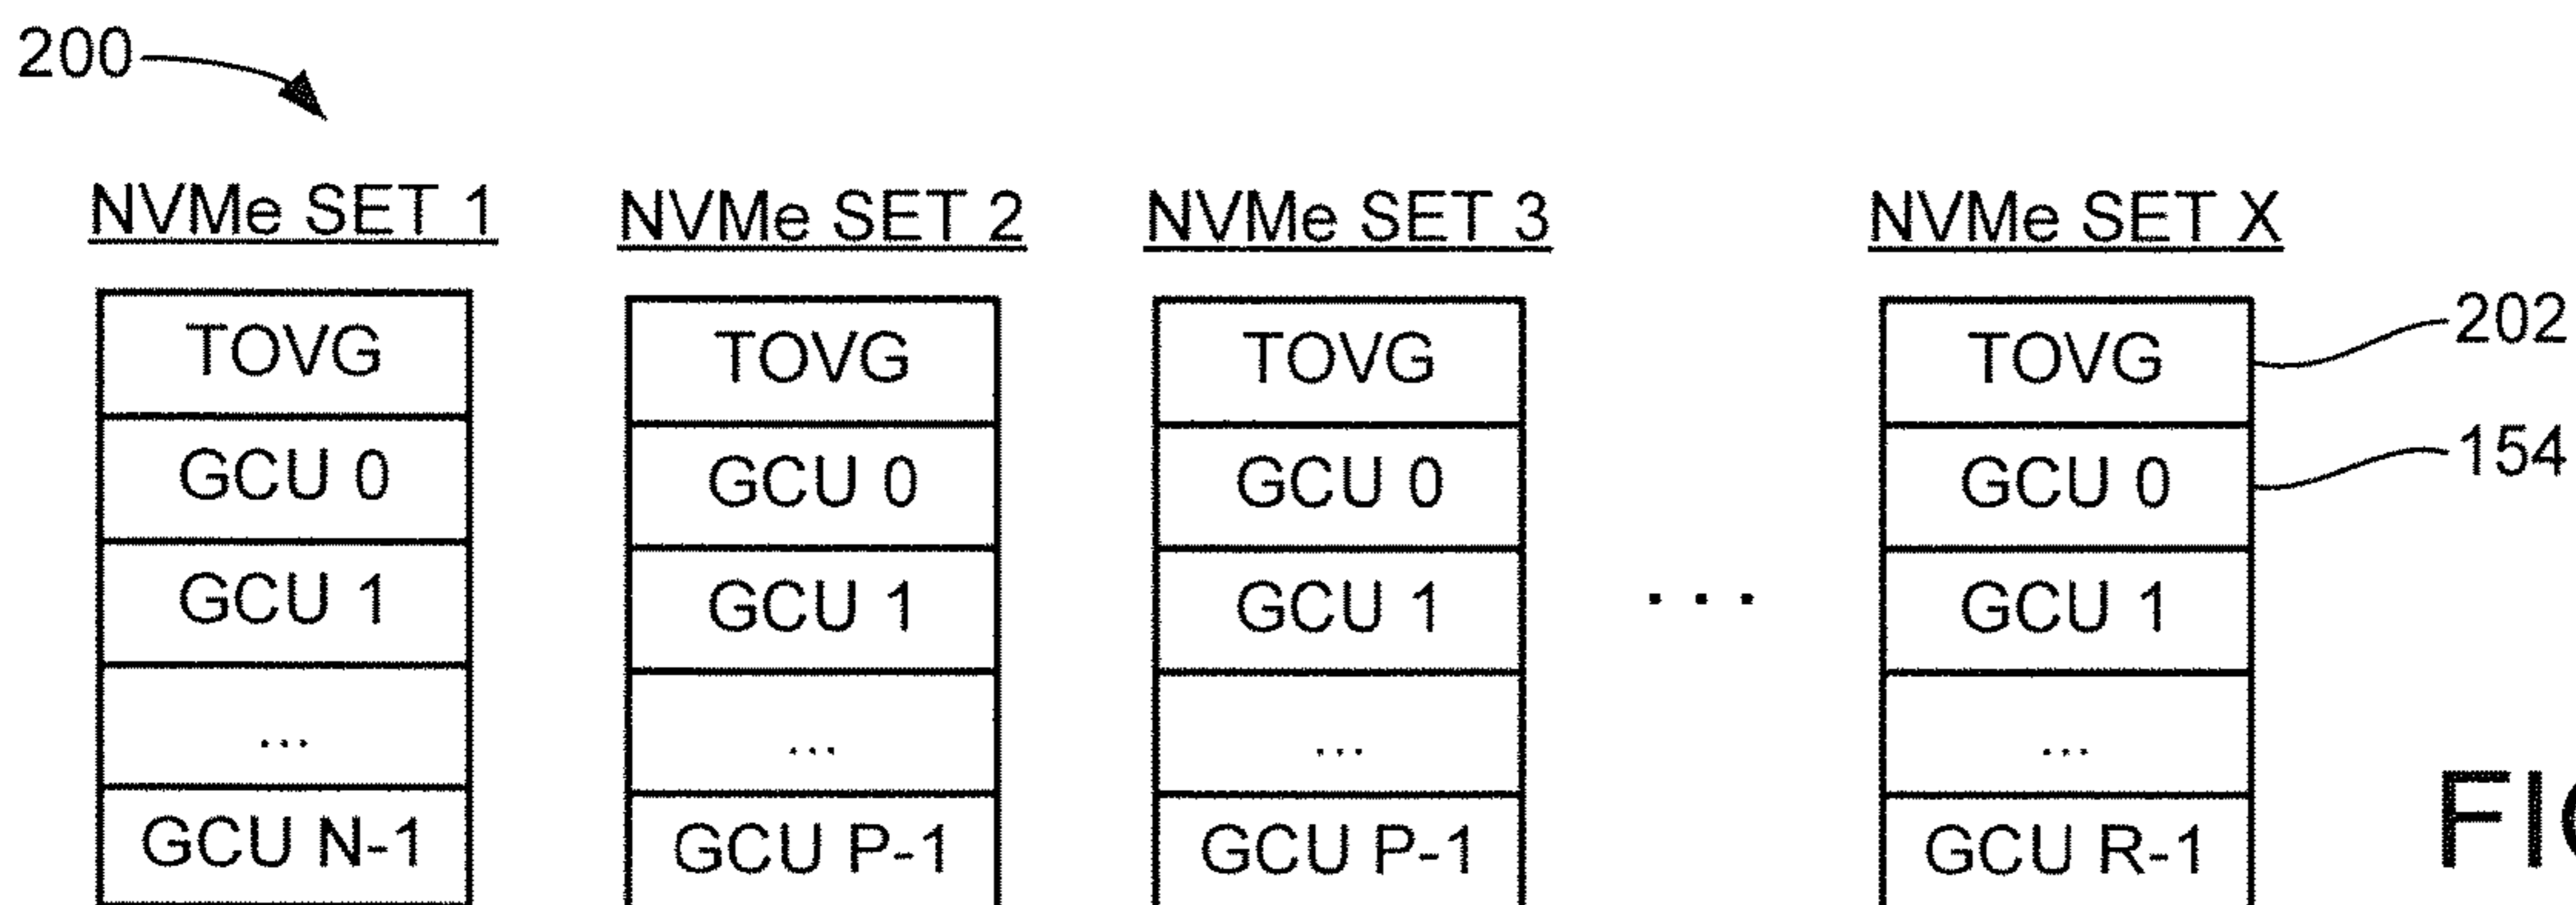 200
NVMe SET 1 NVMe SET 2 NVMe SET 3 NVMe SET X
TOVG TOVG TOVG TOVG 202
GCU 0 GCU 0 GCU 0 GCU 0 154
GCU 1 GCU 1 GCU 1 ... GCU 1
... ... ... ...
GCU N-1 GCU P-1 GCU P-1 GCU R-1